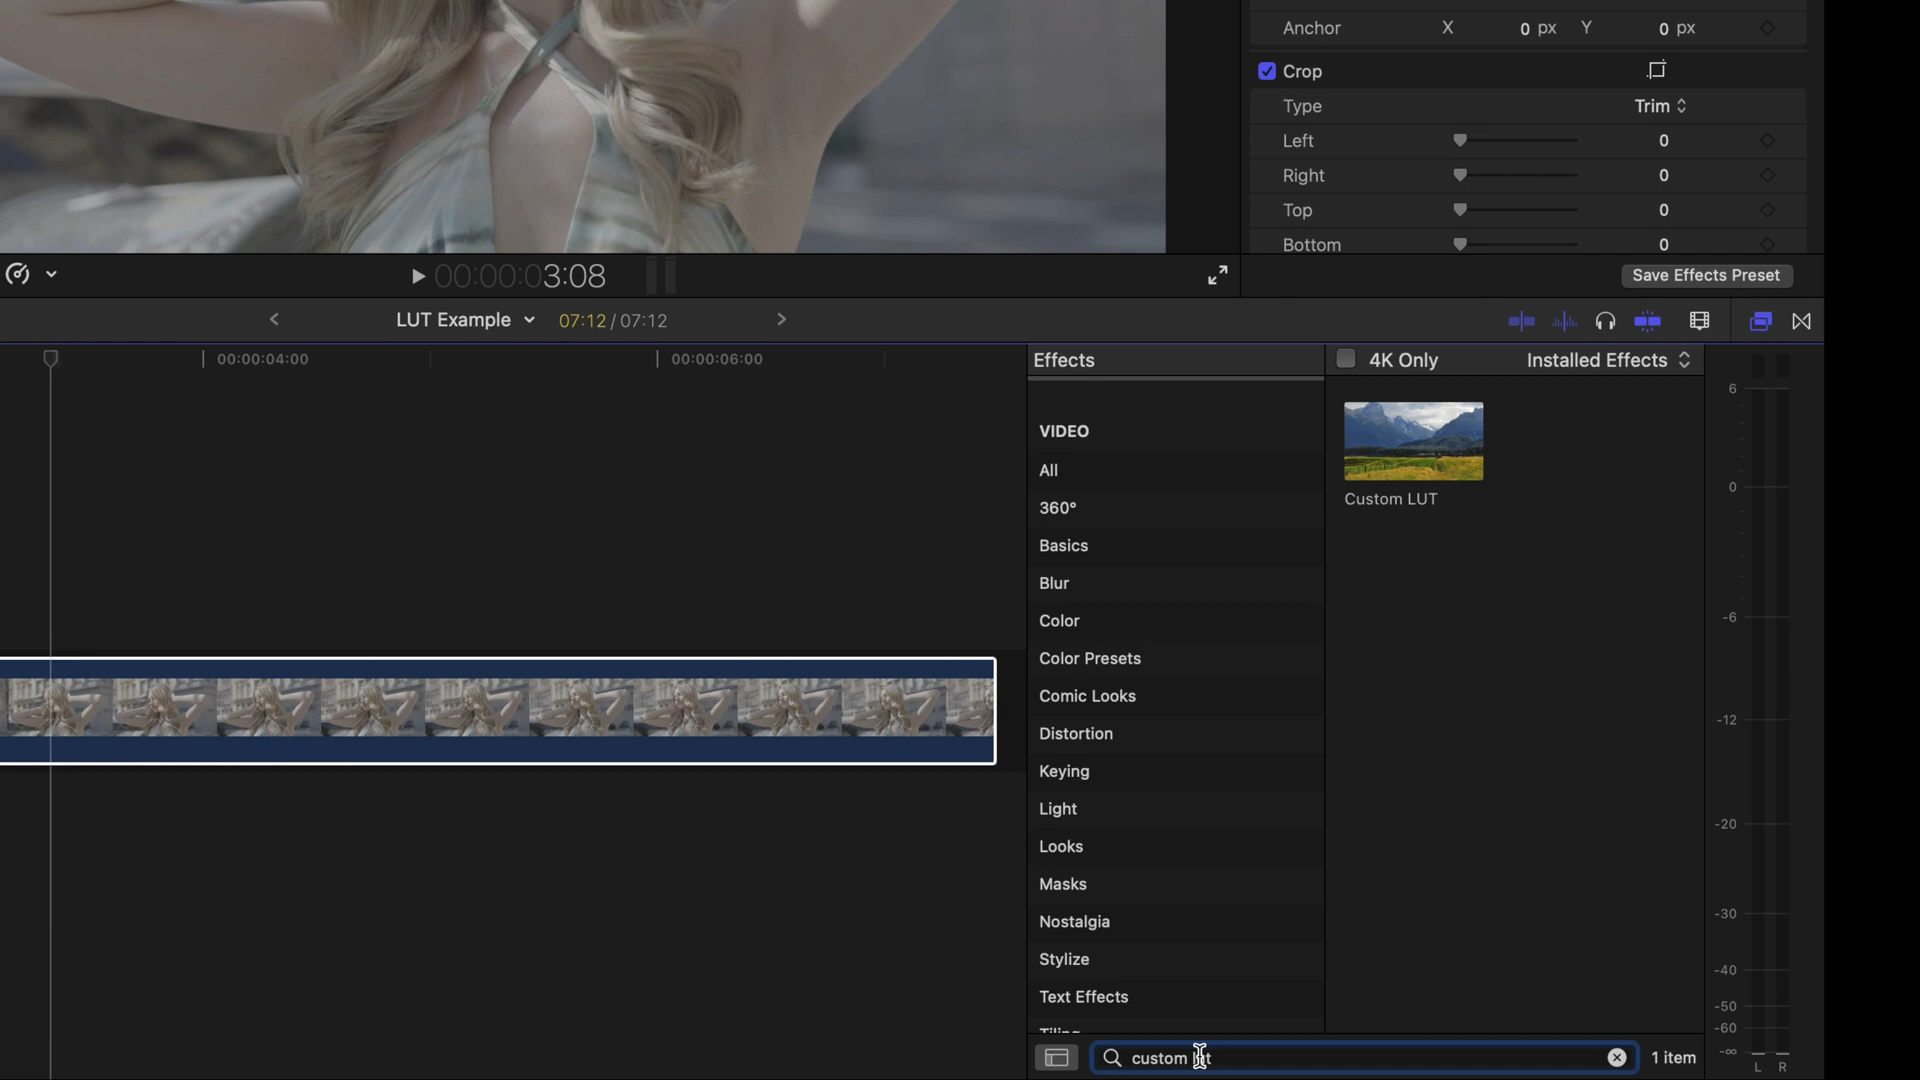 Anchor X 0 px Y 0 px
Crop
Type Trim
Left 0
Right 0
Top 0
Bottom 0
00:00:03:08
Save Effects Preset
LUT Example 07:12 / 07:12
00:00:04:00 00:00:06:00
Effects
4K Only Installed Effects
VIDEO
All
360°
Basics
Blur
Color
Color Presets
Comic Looks
Distortion
Keying
Light
Looks
Masks
Nostalgia
Stylize
Text Effects
Tiling
Custom LUT
6
0
-6
-12
-20
-30
-40
-50
-60
-∞
L R
custom lut
1 item